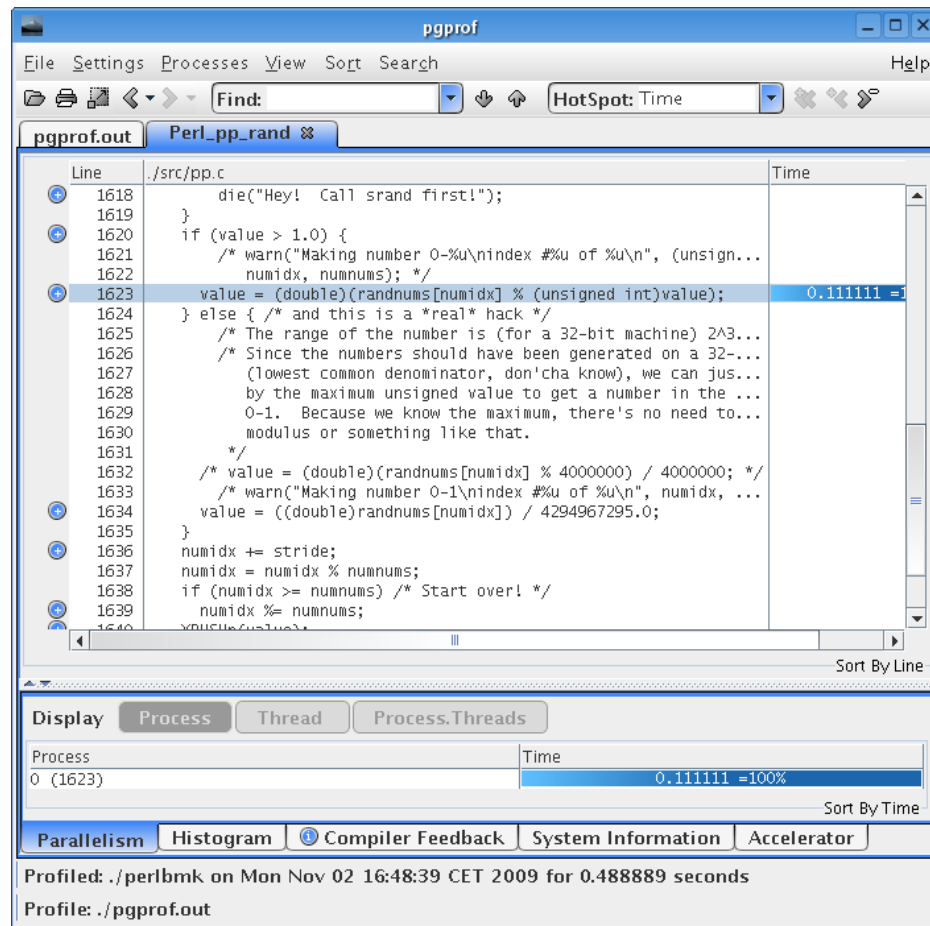 pgprof
File Settings Processes View Sort Search Help
Find: HotSpot: Time
pgprof.out Perl_pp_rand
Line ./src/pp.c Time
1618 die("Hey! Call srand first!");
1619 }
1620 if (value > 1.0) {
1621 /* warn("Making number 0-%u\nindex #%u of %u\n", (unsign...
1622 numidx, numnums); */
1623 value = (double)(randnums[numidx] % (unsigned int)value); 0.111111 =1
1624 } else { /* and this is a *real* hack */
1625 /* The range of the number is (for a 32-bit machine) 2^3...
1626 /* Since the numbers should have been generated on a 32-...
1627 (lowest common denominator, don'cha know), we can jus...
1628 by the maximum unsigned value to get a number in the ...
1629 0-1. Because we know the maximum, there's no need to...
1630 modulus or something like that.
1631 */
1632 /* value = (double)(randnums[numidx] % 4000000) / 4000000; */
1633 /* warn("Making number 0-1\nindex #%u of %u\n", numidx, ...
1634 value = ((double)randnums[numidx]) / 4294967295.0;
1635 }
1636 numidx += stride;
1637 numidx = numidx % numnums;
1638 if (numidx >= numnums) /* Start over! */
1639 numidx %= numnums;
1640 XPUSHn(value);
Sort By Line
Display Process Thread Process.Threads
Process Time
0 (1623) 0.111111 =100%
Sort By Time
Parallelism Histogram Compiler Feedback System Information Accelerator
Profiled: ./perlbmk on Mon Nov 02 16:48:39 CET 2009 for 0.488889 seconds
Profile: ./pgprof.out